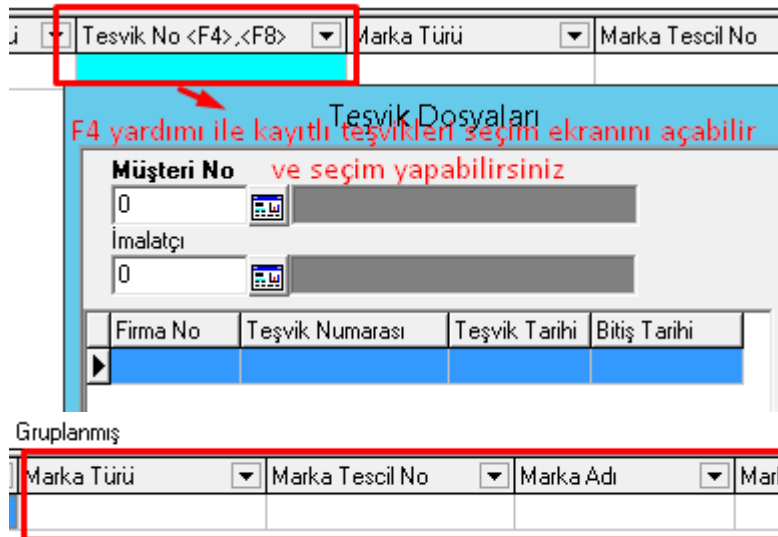 Tesvik No <F4>,<F8> Marka Türü Marka Tescil No
Teşvik Dosyaları
F4 yardımı ile kayıtlı teşvikleri seçim ekranını açabilir
ve seçim yapabilirsiniz
Müşteri No
0
İmalatçı
0
Firma No Teşvik Numarası Teşvik Tarihi Bitiş Tarihi
Gruplanmış
Marka Türü Marka Tescil No Marka Adı